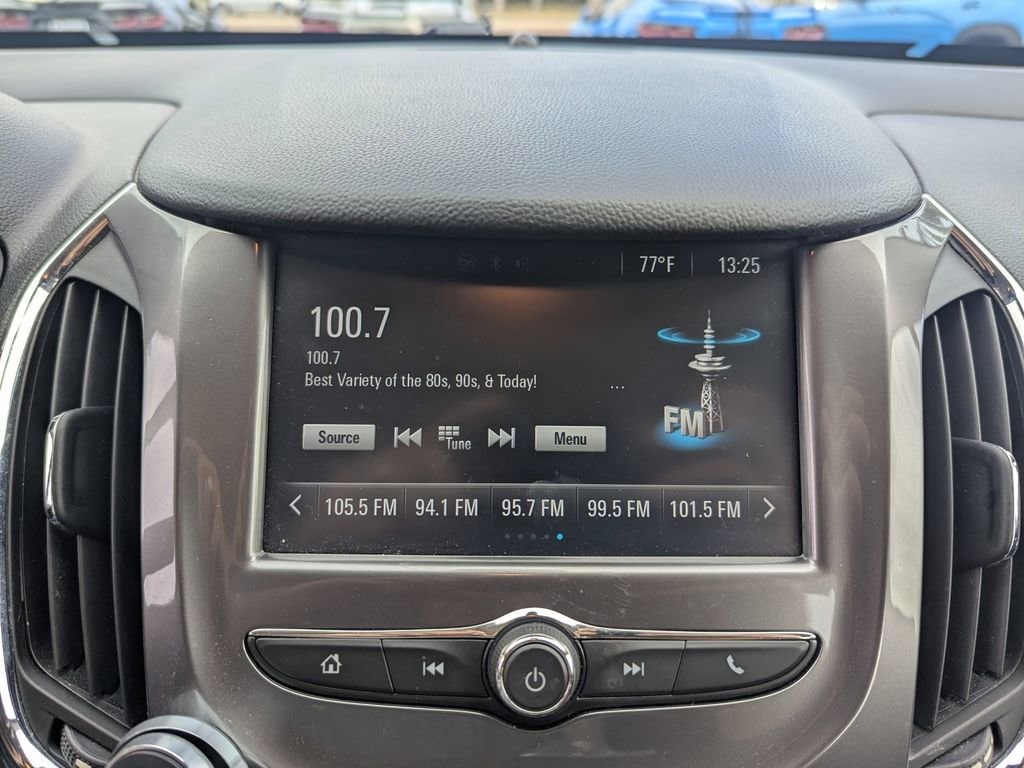 77°F 13:25
100.7
100.7
Best Variety of the 80s, 90s, & Today!
...
FM
Source Tune Menu
105.5 FM 94.1 FM 95.7 FM 99.5 FM 101.5 FM